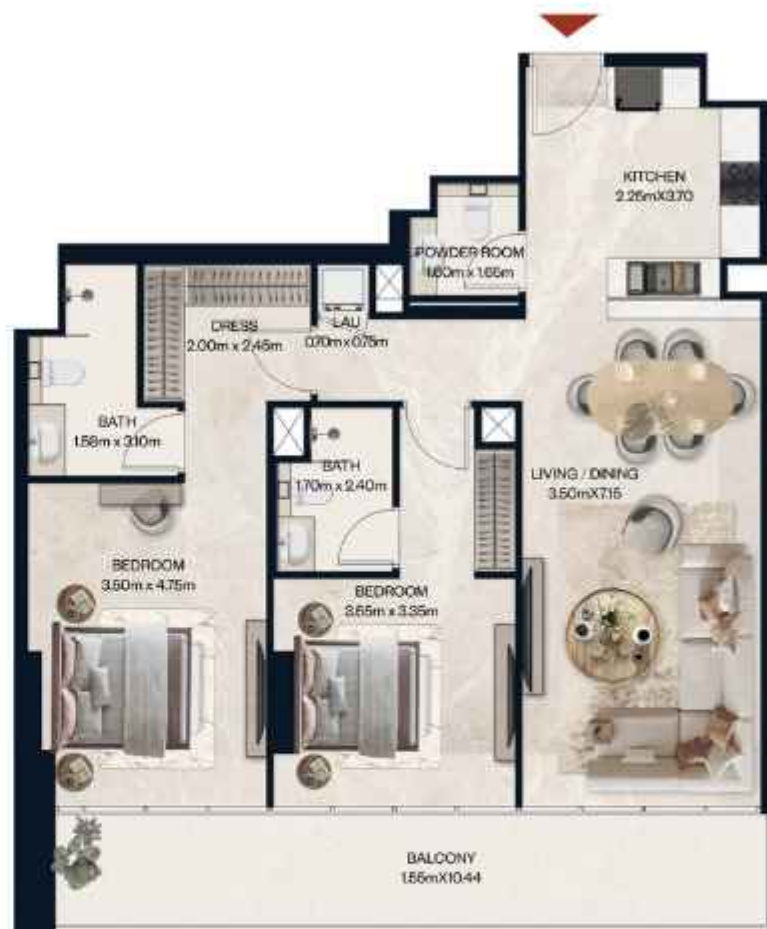 KITCHEN
2.25mX3.70
POWDER ROOM
1.60m x 1.65m
DRESS
2.00m x 2.45m
LAU
0.70m x 0.75m
BATH
1.58m x 3.10m
BATH
1.70m x 2.40m
LIVING / DINING
3.50mX7.15
BEDROOM
3.50m x 4.75m
BEDROOM
3.65m x 3.35m
BALCONY
1.55mX10.44